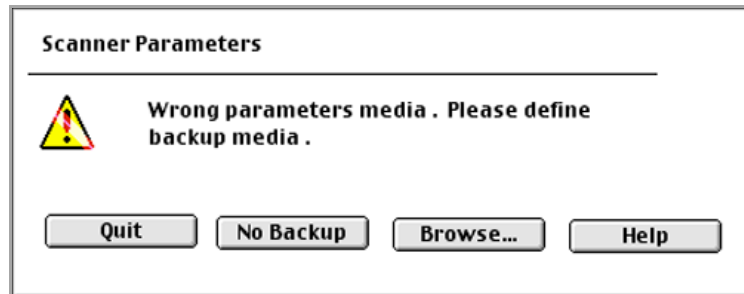 Scanner Parameters
Wrong parameters media . Please define
backup media .
Quit
No Backup
Browse...
Help